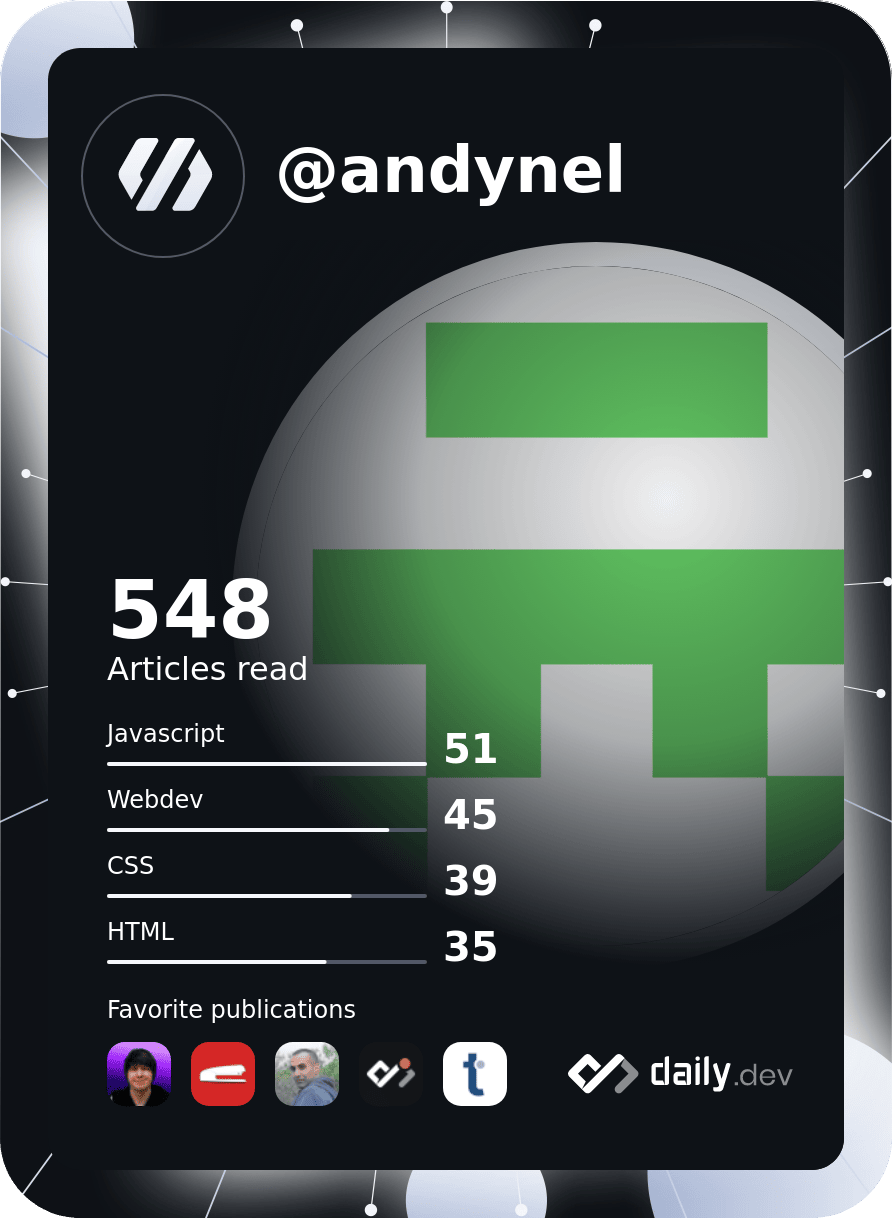 @andynel
548
Articles read
Javascript
51
Webdev
45
CSS
39
HTML
35
Favorite publications
t
daily.dev